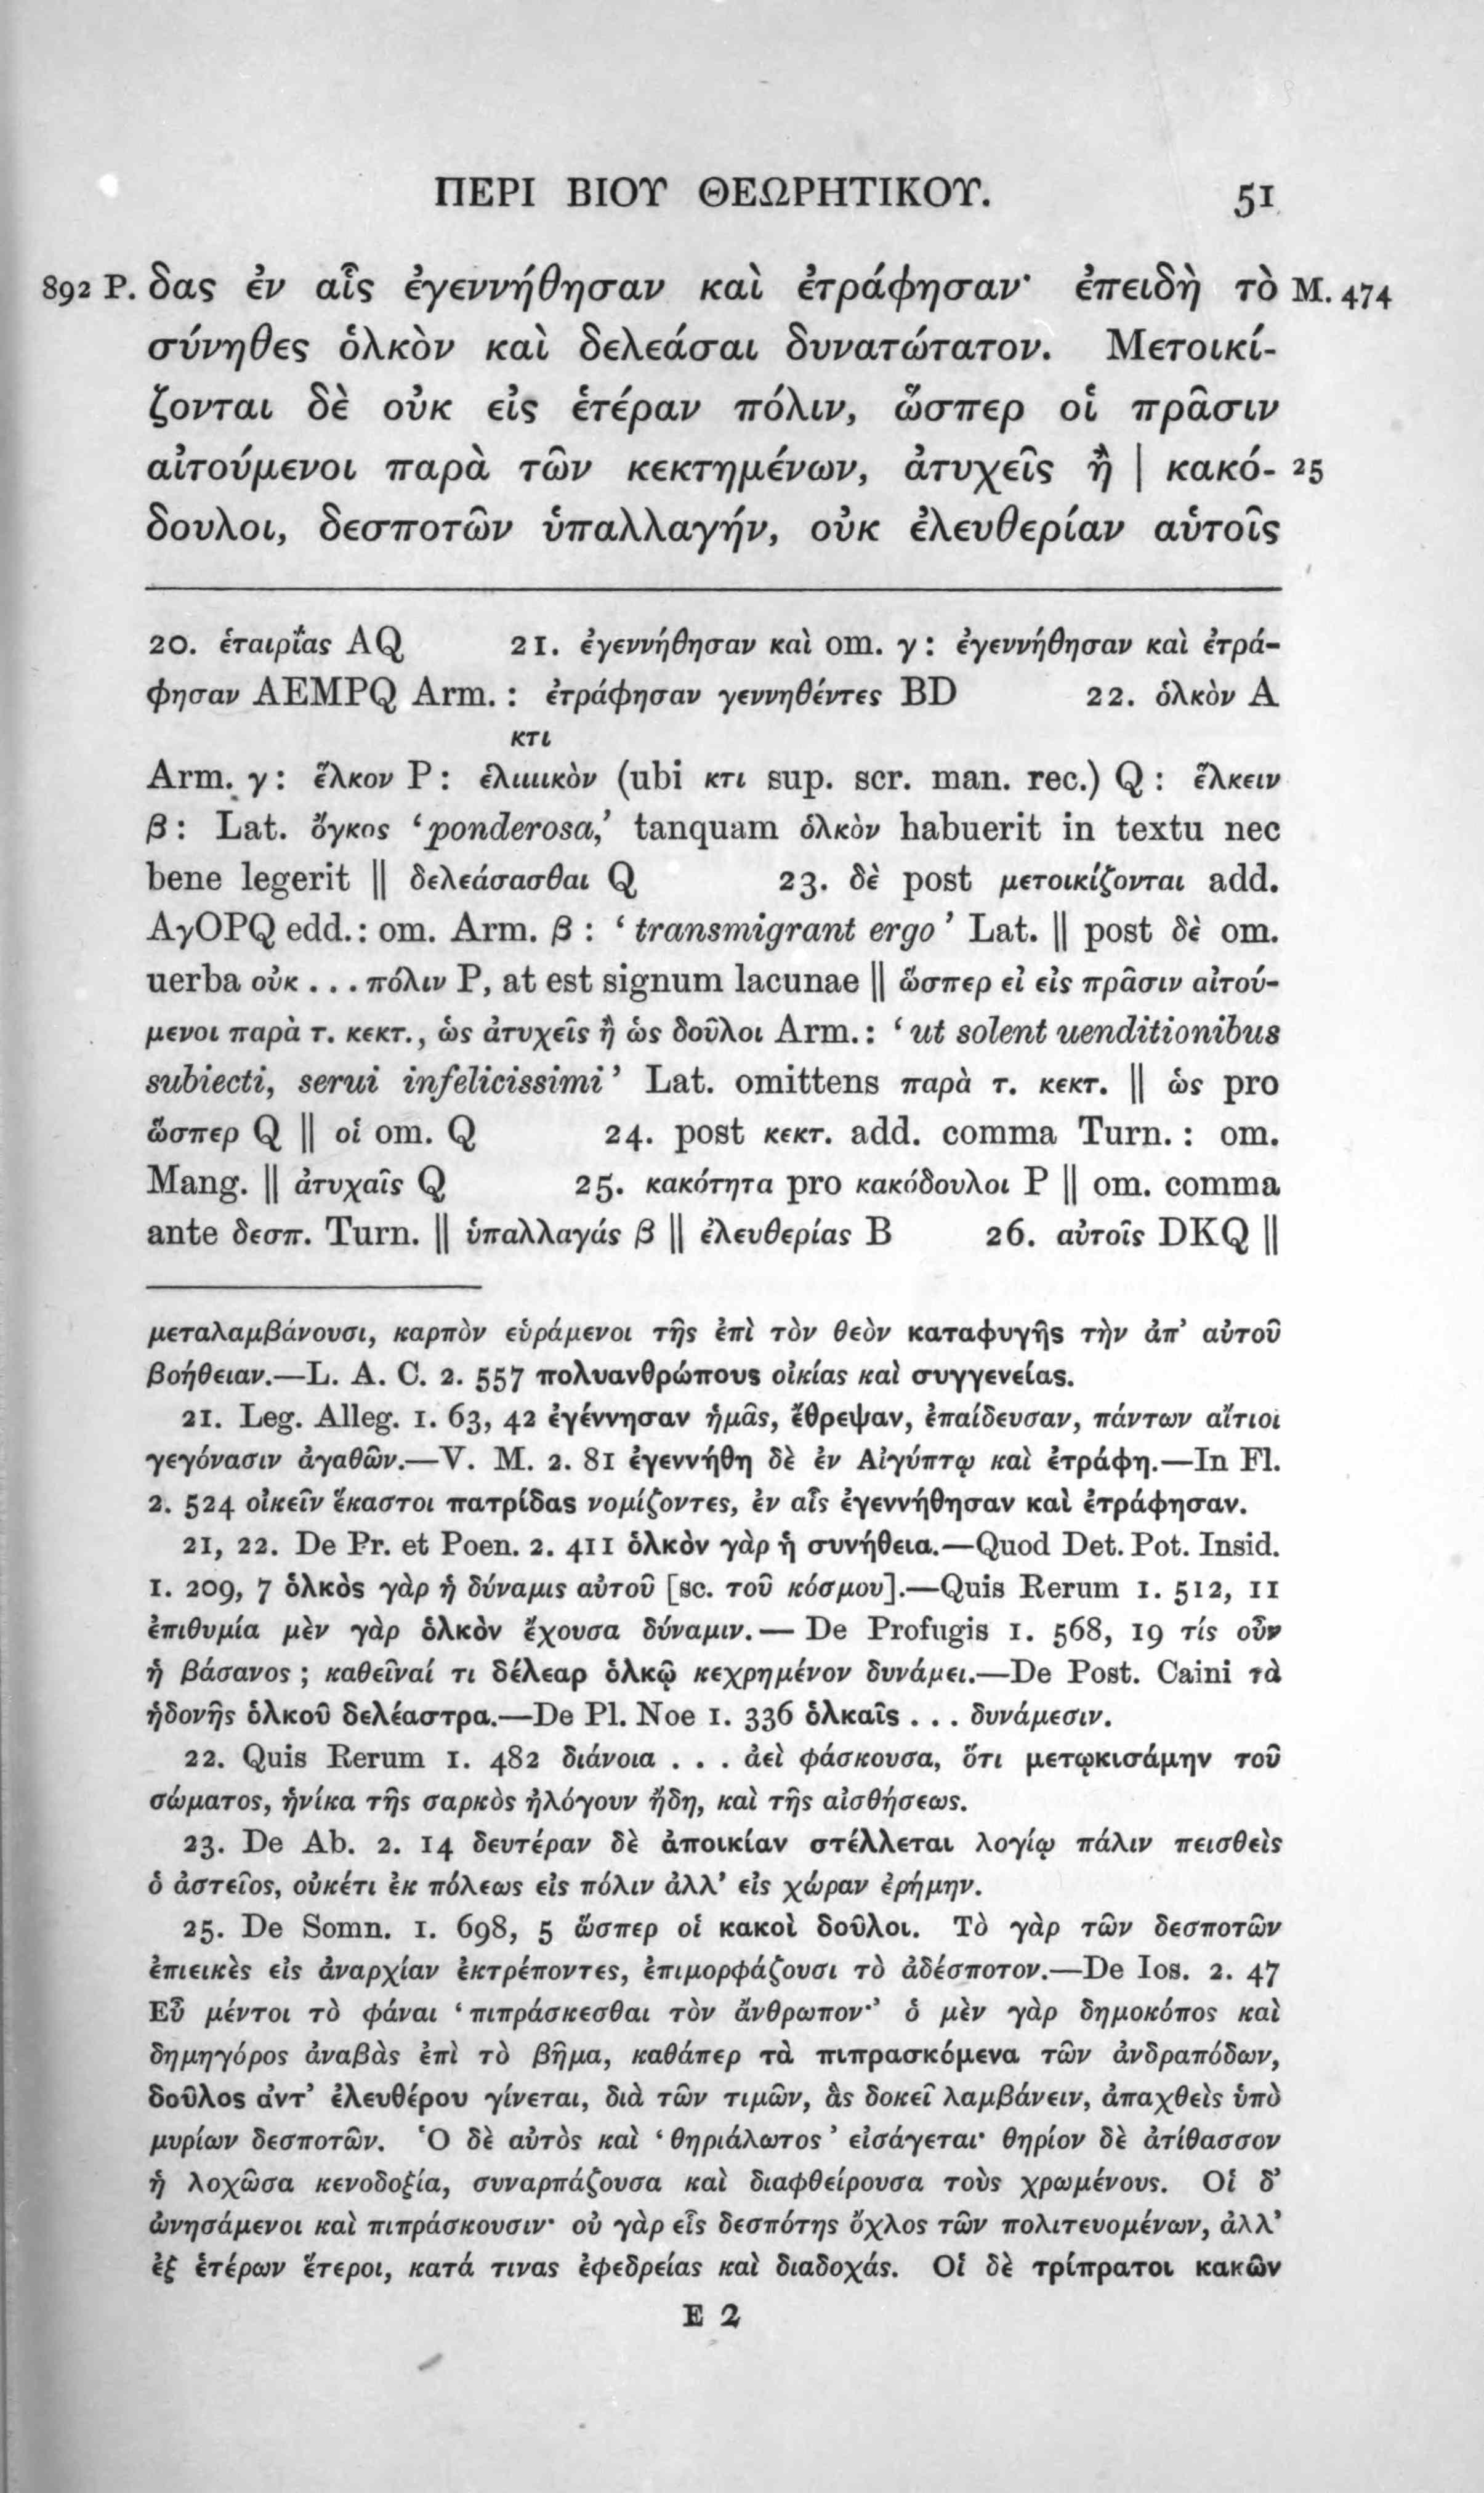 ΠΕΡΙ ΒΙΟΥ ΘΕΩΡΗΤΙΚΟΥ. 51
892 P. δας ἐν αἷς ἐγεννήθησαν καὶ ἐτράφησαν· ἐπειδὴ τὸ M. 474
σύνηθες ὁλκὸν καὶ δελεάσαι δυνατώτατον. Μετοικί-
ζονται δὲ οὐκ εἰς ἑτέραν πόλιν, ὥσπερ οἱ πρᾶσιν
αἰτούμενοι παρὰ τῶν κεκτημένων, ἀτυχεῖς ἢ | κακό- 25
δουλοι, δεσποτῶν ὑπαλλαγήν, οὐκ ἐλευθερίαν αὑτοῖς
20. ἑταιρΐας AQ 21. ἐγεννήθησαν καὶ om. γ : ἐγεννήθησαν καὶ ἐτρά-
φησαν AEMPQ Arm. : ἐτράφησαν γεννηθέντες BD 22. ὁλκὸν A
κτι
Arm. γ : ἕλκον P : ἑλιιιικὸν (ubi κτι sup. scr. man. rec.) Q : ἕλκειν
β : Lat. ὄγκος ‘ponderosa,’ tanquam ὁλκὸν habuerit in textu nec
bene legerit || δελεάσασθαι Q 23. δὲ post μετοικίζονται add.
AγOPQ edd. : om. Arm. β : ‘transmigrant ergo’ Lat. || post δὲ om.
uerba οὐκ . . . πόλιν P, at est signum lacunae || ὥσπερ εἰ εἰς πρᾶσιν αἰτού-
μενοι παρὰ τ. κεκτ., ὡς ἀτυχεῖς ἢ ὡς δοῦλοι Arm. : ‘ut solent uenditionibus
subiecti, serui infelicissimi’ Lat. omittens παρὰ τ. κεκτ. || ὡς pro
ὥσπερ Q || οἱ om. Q 24. post κεκτ. add. comma Turn. : om.
Mang. || ἀτυχαῖς Q 25. κακότητα pro κακόδουλοι P || om. comma
ante δεσπ. Turn. || ὑπαλλαγάς β || ἐλευθερίας B 26. αὐτοῖς DKQ ||
μεταλαμβάνουσι, καρπὸν εὑράμενοι τῆς ἐπὶ τὸν θεὸν καταφυγῆς τὴν ἀπ’ αὐτοῦ
βοήθειαν.—L. A. C. 2. 557 πολυανθρώπους οἰκίας καὶ συγγενείας.
21. Leg. Alleg. 1. 63, 42 ἐγέννησαν ἡμᾶς, ἔθρεψαν, ἐπαίδευσαν, πάντων αἴτιοι
γεγόνασιν ἀγαθῶν.—V. M. 2. 81 ἐγεννήθη δὲ ἐν Αἰγύπτῳ καὶ ἐτράφη.—In Fl.
2. 524 οἰκεῖν ἕκαστοι πατρίδας νομίζοντες, ἐν αἷς ἐγεννήθησαν καὶ ἐτράφησαν.
21, 22. De Pr. et Poen. 2. 411 ὁλκὸν γὰρ ἡ συνήθεια.—Quod Det. Pot. Insid.
1. 209, 7 ὁλκὸς γὰρ ἡ δύναμις αὐτοῦ [sc. τοῦ κόσμου].—Quis Rerum 1. 512, 11
ἐπιθυμία μὲν γὰρ ὁλκὸν ἔχουσα δύναμιν.— De Profugis 1. 568, 19 τίς οὖν
ἡ βάσανος ; καθεῖναί τι δέλεαρ ὁλκῷ κεχρημένον δυνάμει.—De Post. Caini τὰ
ἡδονῆς ὁλκοῦ δελέαστρα.—De Pl. Noe 1. 336 ὁλκαῖς . . . δυνάμεσιν.
22. Quis Rerum 1. 482 διάνοια . . . ἀεὶ φάσκουσα, ὅτι μετῳκισάμην τοῦ
σώματος, ἡνίκα τῆς σαρκὸς ἠλόγουν ἤδη, καὶ τῆς αἰσθήσεως.
23. De Ab. 2. 14 δευτέραν δὲ ἀποικίαν στέλλεται λογίῳ πάλιν πεισθεὶς
ὁ ἀστεῖος, οὐκέτι ἐκ πόλεως εἰς πόλιν ἀλλ’ εἰς χώραν ἐρήμην.
25. De Somn. 1. 698, 5 ὥσπερ οἱ κακοὶ δοῦλοι. Τὸ γὰρ τῶν δεσποτῶν
ἐπιεικὲς εἰς ἀναρχίαν ἐκτρέποντες, ἐπιμορφάζουσι τὸ ἀδέσποτον.—De Ios. 2. 47
Εὖ μέντοι τὸ φάναι ‘πιπράσκεσθαι τὸν ἄνθρωπον·’ ὁ μὲν γὰρ δημοκόπος καὶ
δημηγόρος ἀναβὰς ἐπὶ τὸ βῆμα, καθάπερ τὰ πιπρασκόμενα τῶν ἀνδραπόδων,
δοῦλος ἀντ’ ἐλευθέρου γίνεται, διὰ τῶν τιμῶν, ἃς δοκεῖ λαμβάνειν, ἀπαχθεὶς ὑπὸ
μυρίων δεσποτῶν. Ὁ δὲ αὐτὸς καὶ ‘θηριάλωτος’ εἰσάγεται· θηρίον δὲ ἀτίθασσον
ἡ λοχῶσα κενοδοξία, συναρπάζουσα καὶ διαφθείρουσα τοὺς χρωμένους. Οἱ δ’
ὠνησάμενοι καὶ πιπράσκουσιν· οὐ γὰρ εἷς δεσπότης ὄχλος τῶν πολιτευομένων, ἀλλ’
ἐξ ἑτέρων ἕτεροι, κατά τινας ἐφεδρείας καὶ διαδοχάς. Οἱ δὲ τρίπρατοι κακῶν
E 2